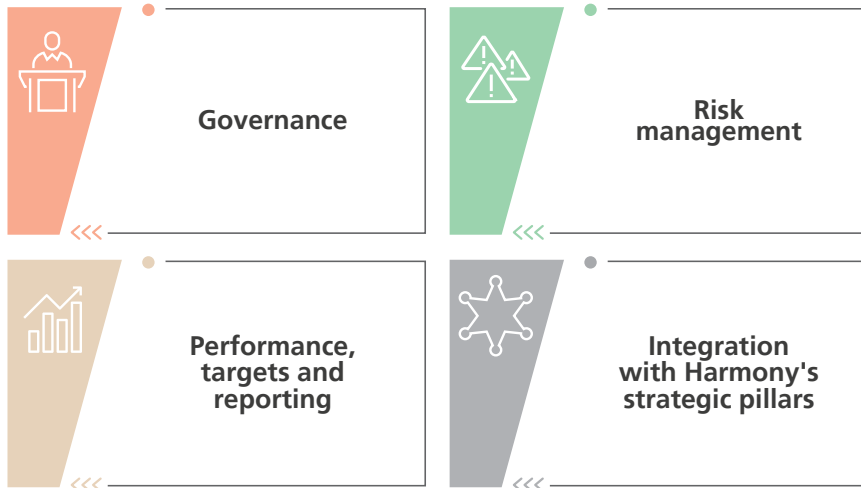 Governance
Risk
management
Performance,
targets and
reporting
Integration
with Harmony's
strategic pillars